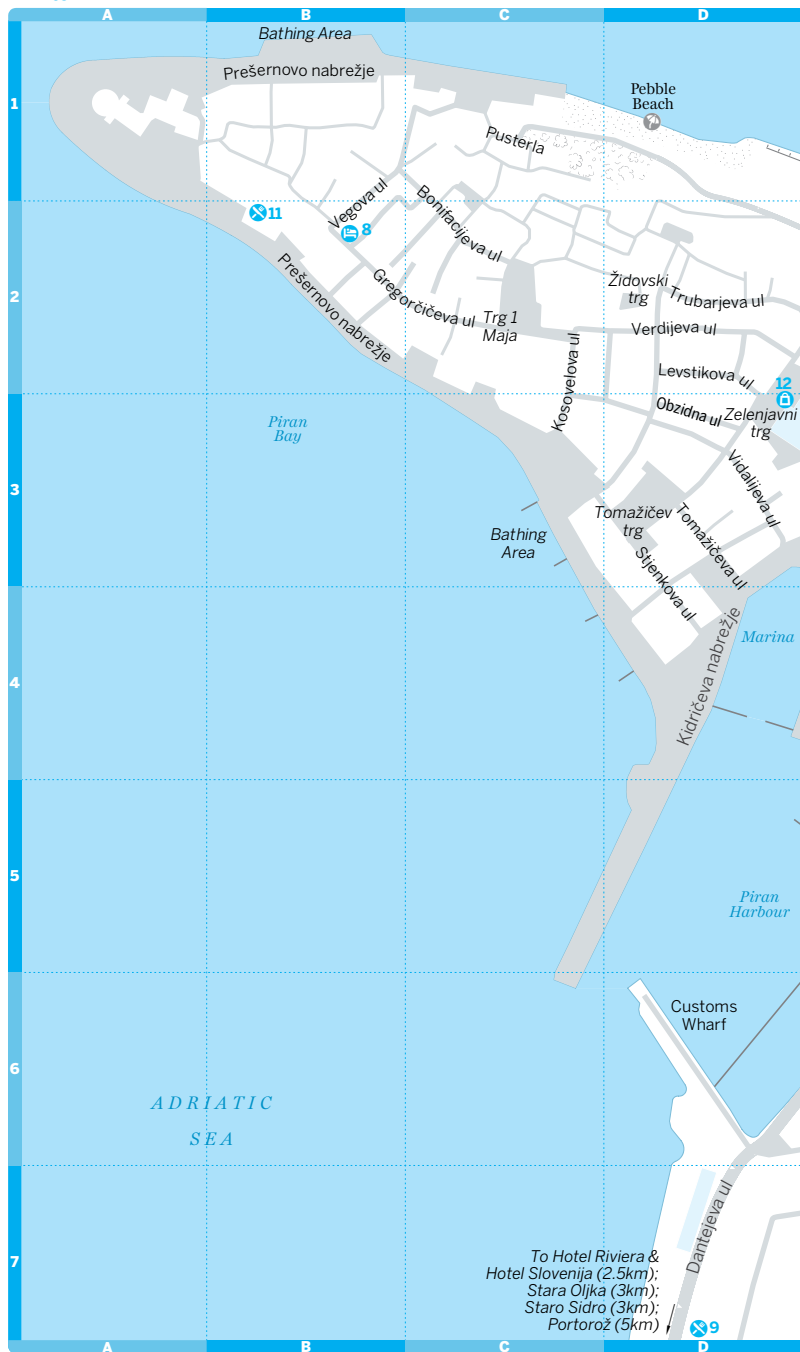 A B C D
Bathing Area
Prešernovo nabrežje
Pebble
Beach
1
Pusterla
Vegova ul
11
8
Bonifacijeva ul
Prešernovo nabrežje
Gregorčičeva ul
2
Židovski
trg
Trubarjeva ul
Trg 1
Maja
Verdijeva ul
Kosovelova ul
Levstikova ul
12
Obzidna ul
Zelenjavni
trg
Piran
Bay
3
Vidalijeva ul
Tomažičev
trg
Tomažičeva ul
Bathing
Area
Stjenkova ul
Marina
4
Kidričeva nabrežje
5
Piran
Harbour
Customs
Wharf
6
ADRIATIC
SEA
Dantejeva ul
7
To Hotel Riviera &
Hotel Slovenija (2.5km);
Stara Oljka (3km);
Staro Sidro (3km);
Portorož (5km)
9
A B C D